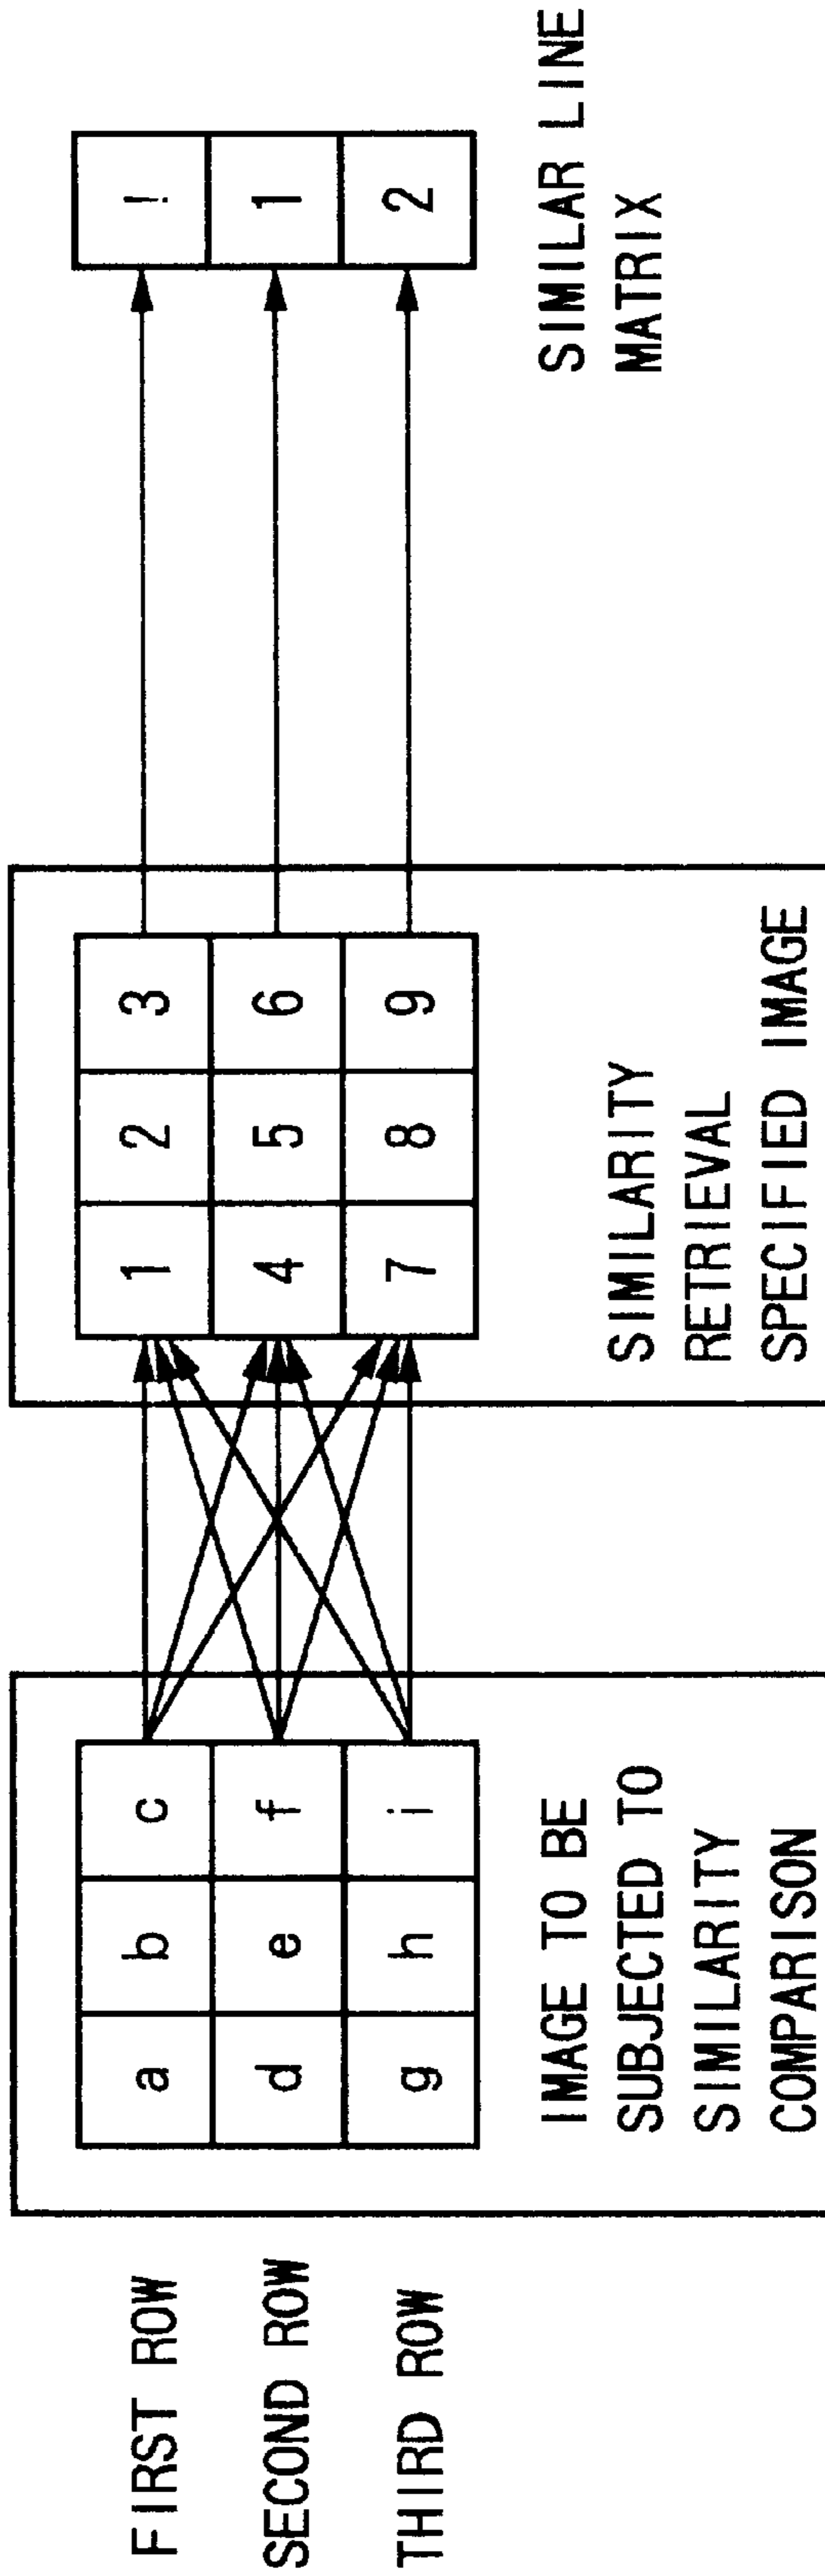 FIRST ROW
SECOND ROW
THIRD ROW
a b c
d e f
g h i
IMAGE TO BE
SUBJECTED TO
SIMILARITY
COMPARISON
1 2 3
4 5 6
7 8 9
SIMILARITY
RETRIEVAL
SPECIFIED IMAGE
!
1
2
SIMILAR LINE
MATRIX